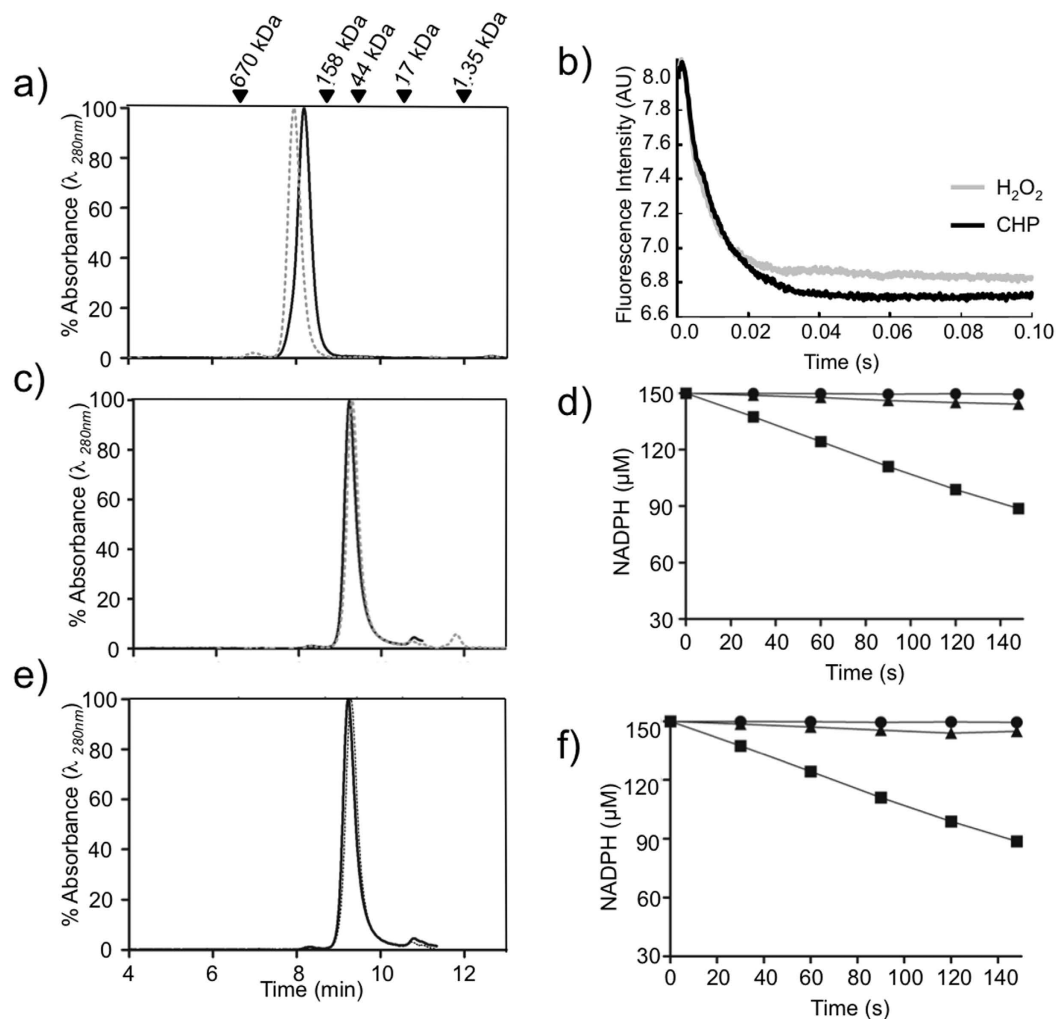 a)
670 kDa
158 kDa
44 kDa
17 kDa
1.35 kDa
% Absorbance (λ 280nm)
100
80
60
40
20
0
b)
Fluorescence Intensity (AU)
8.0
7.8
7.6
7.4
7.2
7.0
6.8
6.6
H2O2
CHP
0.0 0.02 0.04 0.06 0.08 0.10
Time (s)
c)
% Absorbance (λ 280nm)
100
80
60
40
20
0
d)
NADPH (µM)
150
120
90
60
30
0 20 40 60 80 100 120 140
Time (s)
e)
% Absorbance (λ 280nm)
100
80
60
40
20
0
4 6 8 10 12
Time (min)
f)
NADPH (µM)
150
120
90
60
30
0 20 40 60 80 100 120 140
Time (s)